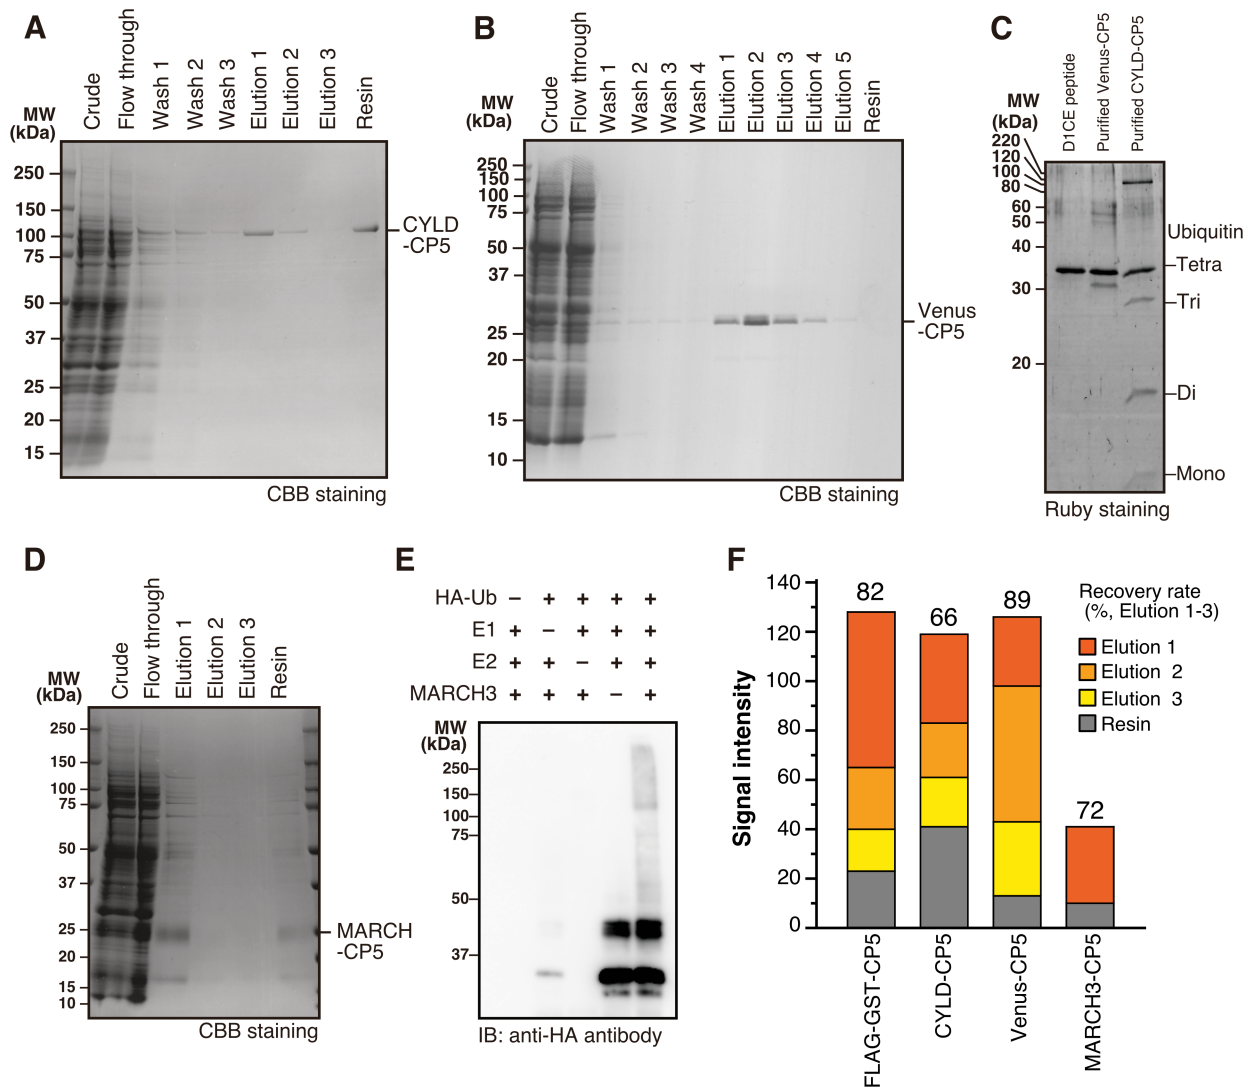 A
MW
(kDa)
Crude
Flow through
Wash 1
Wash 2
Wash 3
Elution 1
Elution 2
Elution 3
Resin
250
150
100
75
50
37
25
20
15
CYLD
-CP5
CBB staining
B
MW
(kDa)
Crude
Flow through
Wash 1
Wash 2
Wash 3
Wash 4
Elution 1
Elution 2
Elution 3
Elution 4
Elution 5
Resin
250
150
100
75
50
37
25
20
15
10
Venus
-CP5
CBB staining
C
MW
(kDa)
D1CE peptide
Purified Venus-CP5
Purified CYLD-CP5
220
120
100
80
60
50
40
30
20
Ubiquitin
Tetra
Tri
Di
Mono
Ruby staining
D
MW
(kDa)
Crude
Flow through
Elution 1
Elution 2
Elution 3
Resin
250
150
100
75
50
37
25
20
15
10
MARCH
-CP5
CBB staining
E
HA-Ub – + + + +
E1 + – + + +
E2 + + – + +
MARCH3 + + + – +
MW
(kDa)
250
150
100
75
50
37
IB: anti-HA antibody
F
Signal intensity
140
120
100
80
60
40
20
0
82
66
89
72
FLAG-GST-CP5
CYLD-CP5
Venus-CP5
MARCH3-CP5
Recovery rate
(%, Elution 1-3)
Elution 1
Elution 2
Elution 3
Resin